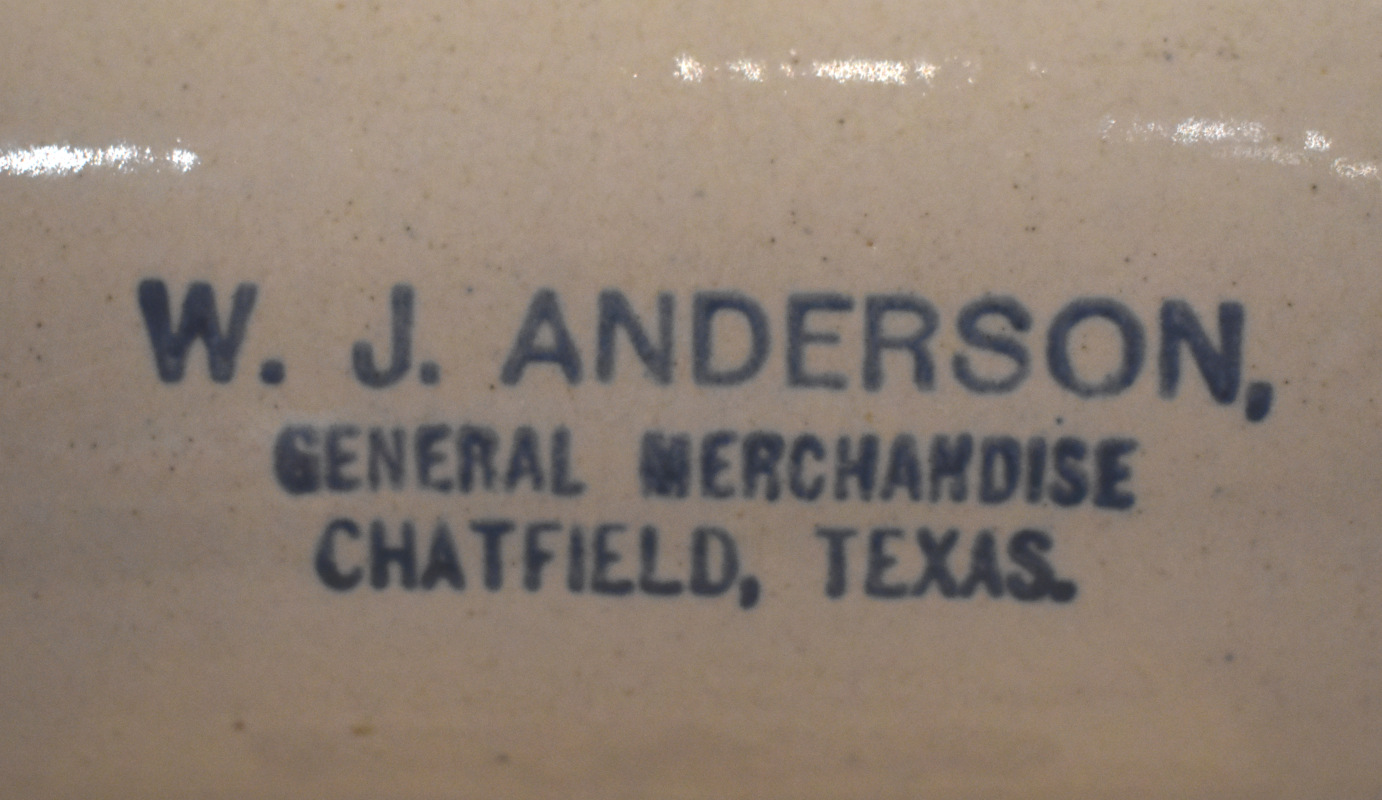 W. J. ANDERSON,
GENERAL MERCHANDISE
CHATFIELD, TEXAS.